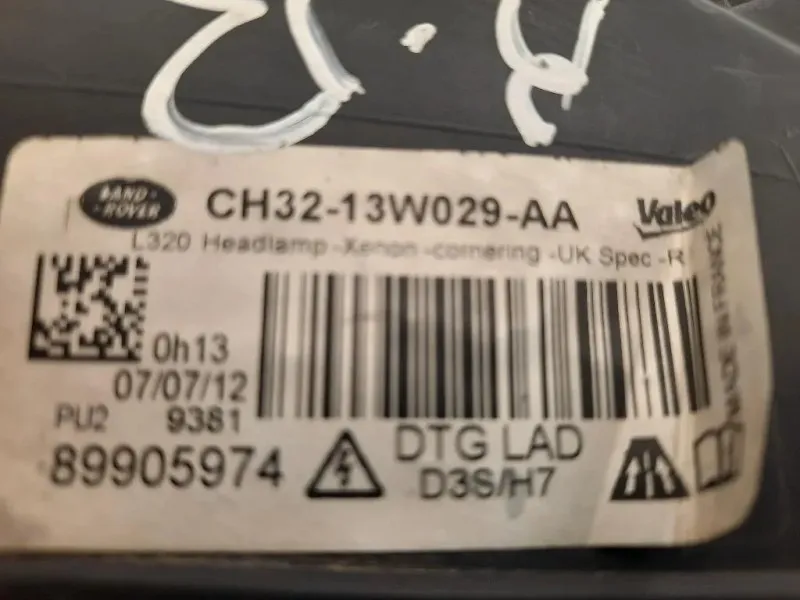 LAND-
-ROVER
CH32-13W029-AA
Valeo
L320 Headlamp -Xenon -cornering -UK Spec -R
MADE IN FRANCE
0h13
07/07/12
PU2 9381
89905974
DTG LAD
D3S/H7